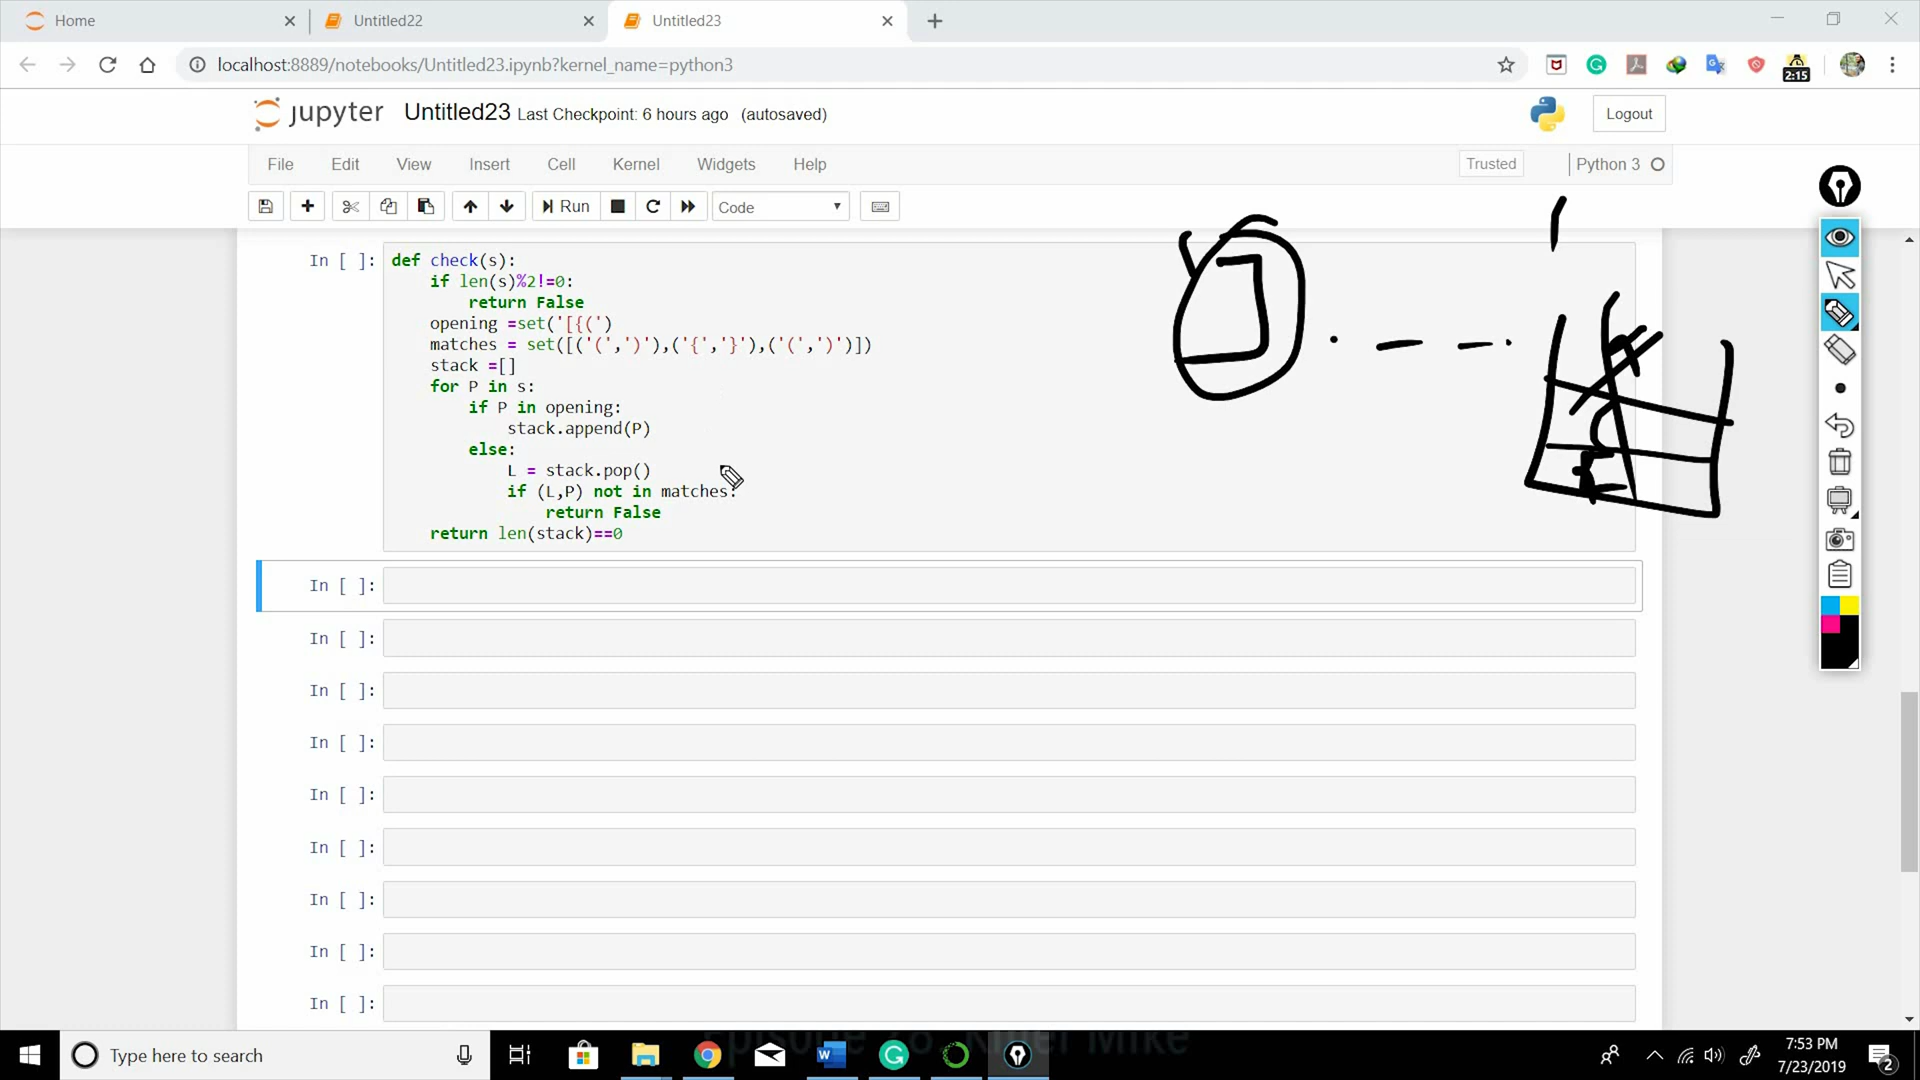 Home
Untitled22
Untitled23
localhost:8889/notebooks/Untitled23.ipynb?kernel_name=python3
2:15
jupyter Untitled23 Last Checkpoint: 6 hours ago (autosaved)
Logout
File Edit View Insert Cell Kernel Widgets Help
Trusted
Python 3
Run
Code
In [ ]:
def check(s):
if len(s)%2!=0:
return False
opening =set('[{(')
matches = set([('(',')'),('{','}'),('(',')')])
stack =[]
for P in s:
if P in opening:
stack.append(P)
else:
L = stack.pop()
if (L,P) not in matches:
return False
return len(stack)==0
In [ ]:
In [ ]:
In [ ]:
In [ ]:
In [ ]:
In [ ]:
In [ ]:
In [ ]:
In [ ]:
Type here to search
7:53 PM
7/23/2019
2